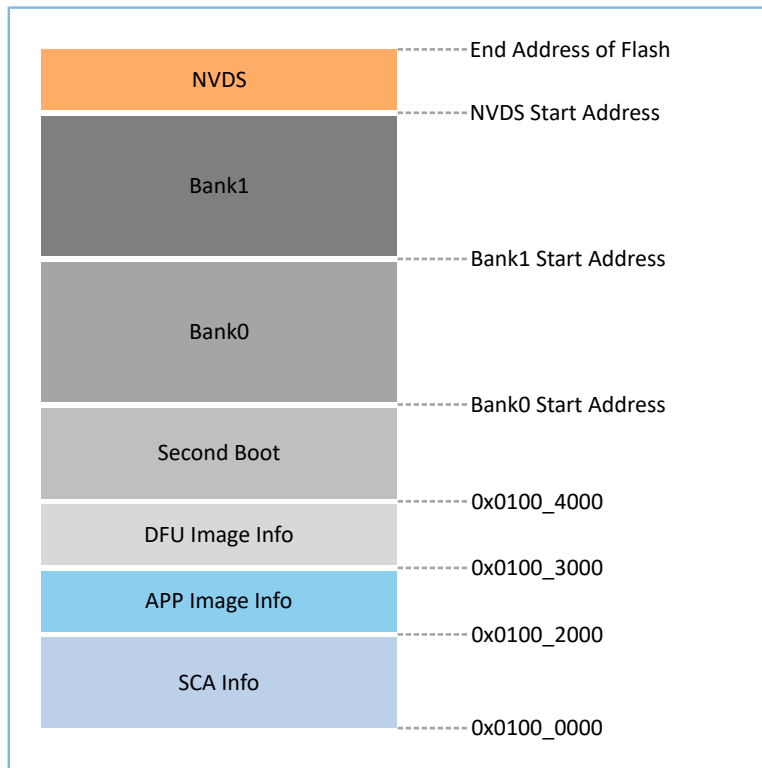 End Address of Flash
NVDS
NVDS Start Address
Bank1
Bank1 Start Address
Bank0
Bank0 Start Address
Second Boot
0x0100_4000
DFU Image Info
0x0100_3000
APP Image Info
0x0100_2000
SCA Info
0x0100_0000